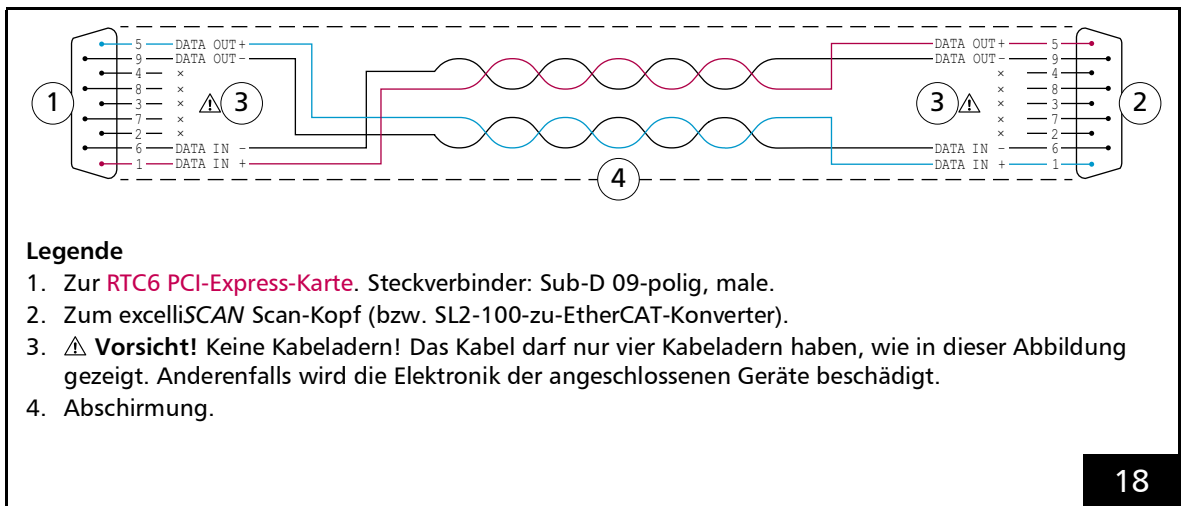 5 DATA OUT+ DATA OUT+ 5
9 DATA OUT- DATA OUT- 9
4 × × 4
8 × × 8
1 3 × ⚠ 3 3 ⚠ × 3 2
7 × × 7
2 × × 2
6 DATA IN - DATA IN - 6
1 DATA IN + DATA IN + 1
4
Legende
1. Zur RTC6 PCI-Express-Karte. Steckverbinder: Sub-D 09-polig, male.
2. Zum excelliSCAN Scan-Kopf (bzw. SL2-100-zu-EtherCAT-Konverter).
3. ⚠ Vorsicht! Keine Kabeladern! Das Kabel darf nur vier Kabeladern haben, wie in dieser Abbildung
gezeigt. Anderenfalls wird die Elektronik der angeschlossenen Geräte beschädigt.
4. Abschirmung.
18